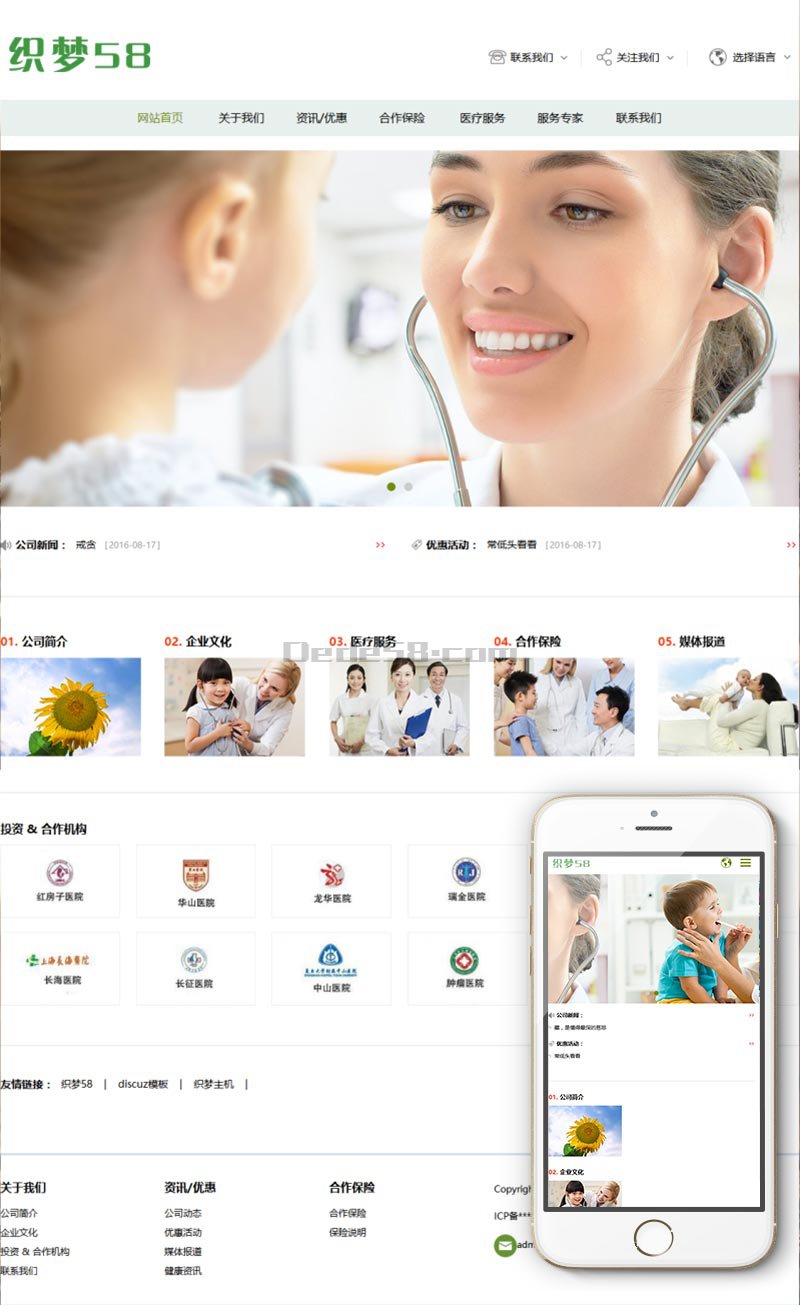 织梦58
联系我们 关注我们 选择语言
网站首页 关于我们 资讯/优惠 合作保险 医疗服务 服务专家 联系我们
公司新闻： 戒贪 [2016-08-17] >> 优惠活动： 常低头看看 [2016-08-17] >>
01. 公司简介 02. 企业文化 03. 医疗服务 04. 合作保险 05. 媒体报道
Dede58.com
投资 & 合作机构
红房子医院 华山医院 龙华医院 瑞金医院
上海长海醫院
长海医院 长征医院 中山医院 肿瘤医院
织梦58
公司新闻： >>
优惠活动： >>
常低头看看
01. 公司简介
02. 企业文化
友情链接： 织梦58 | discuz模板 | 织梦主机 |
关于我们 资讯/优惠 合作保险 Copyrigh
公司简介 公司动态 合作保险 ICP备***
企业文化 优惠活动 保险说明
投资 & 合作机构 媒体报道 adm
联系我们 健康资讯